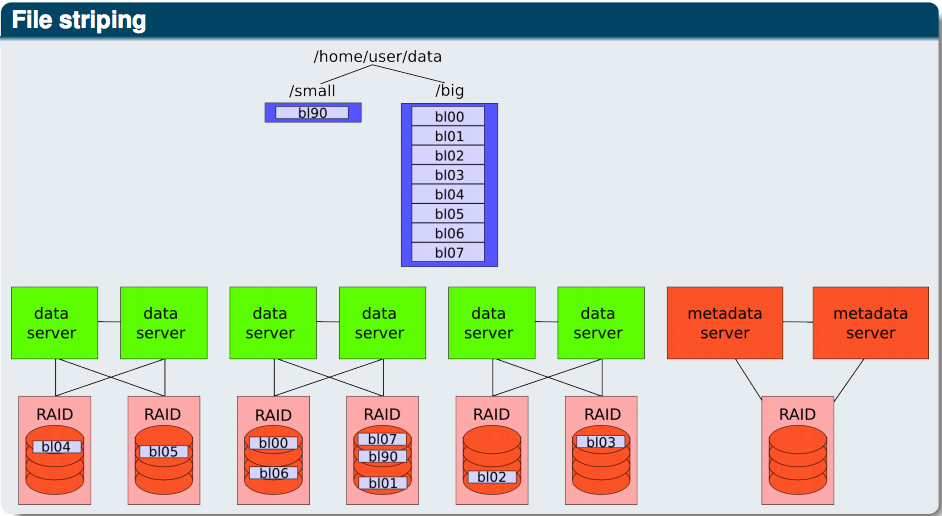 File striping
/home/user/data
/small
/big
bl90
bl00
bl01
bl02
bl03
bl04
bl05
bl06
bl07
data
server
data
server
data
server
data
server
data
server
data
server
metadata
server
metadata
server
RAID
bl04
RAID
bl05
RAID
bl00
bl06
RAID
bl07
bl90
bl01
RAID
bl02
RAID
bl03
RAID